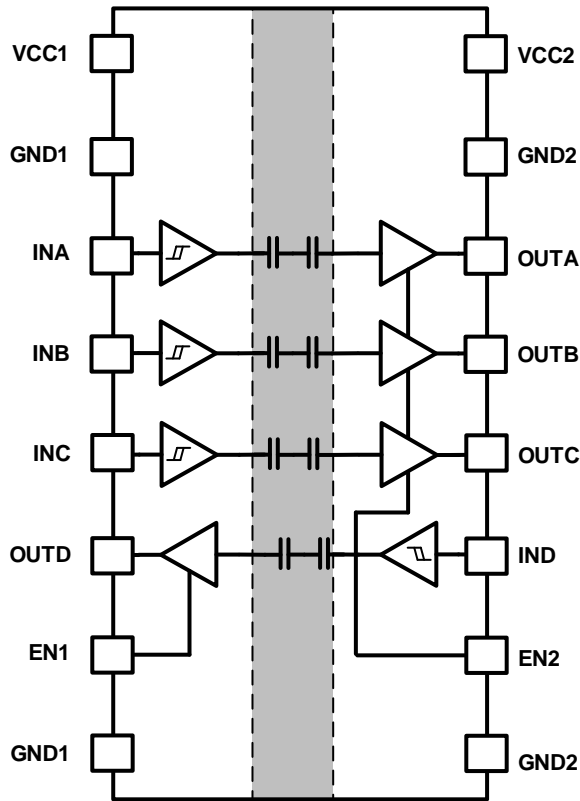 VCC1 VCC2
GND1 GND2
INA OUTA
INB OUTB
INC OUTC
OUTD IND
EN1 EN2
GND1 GND2